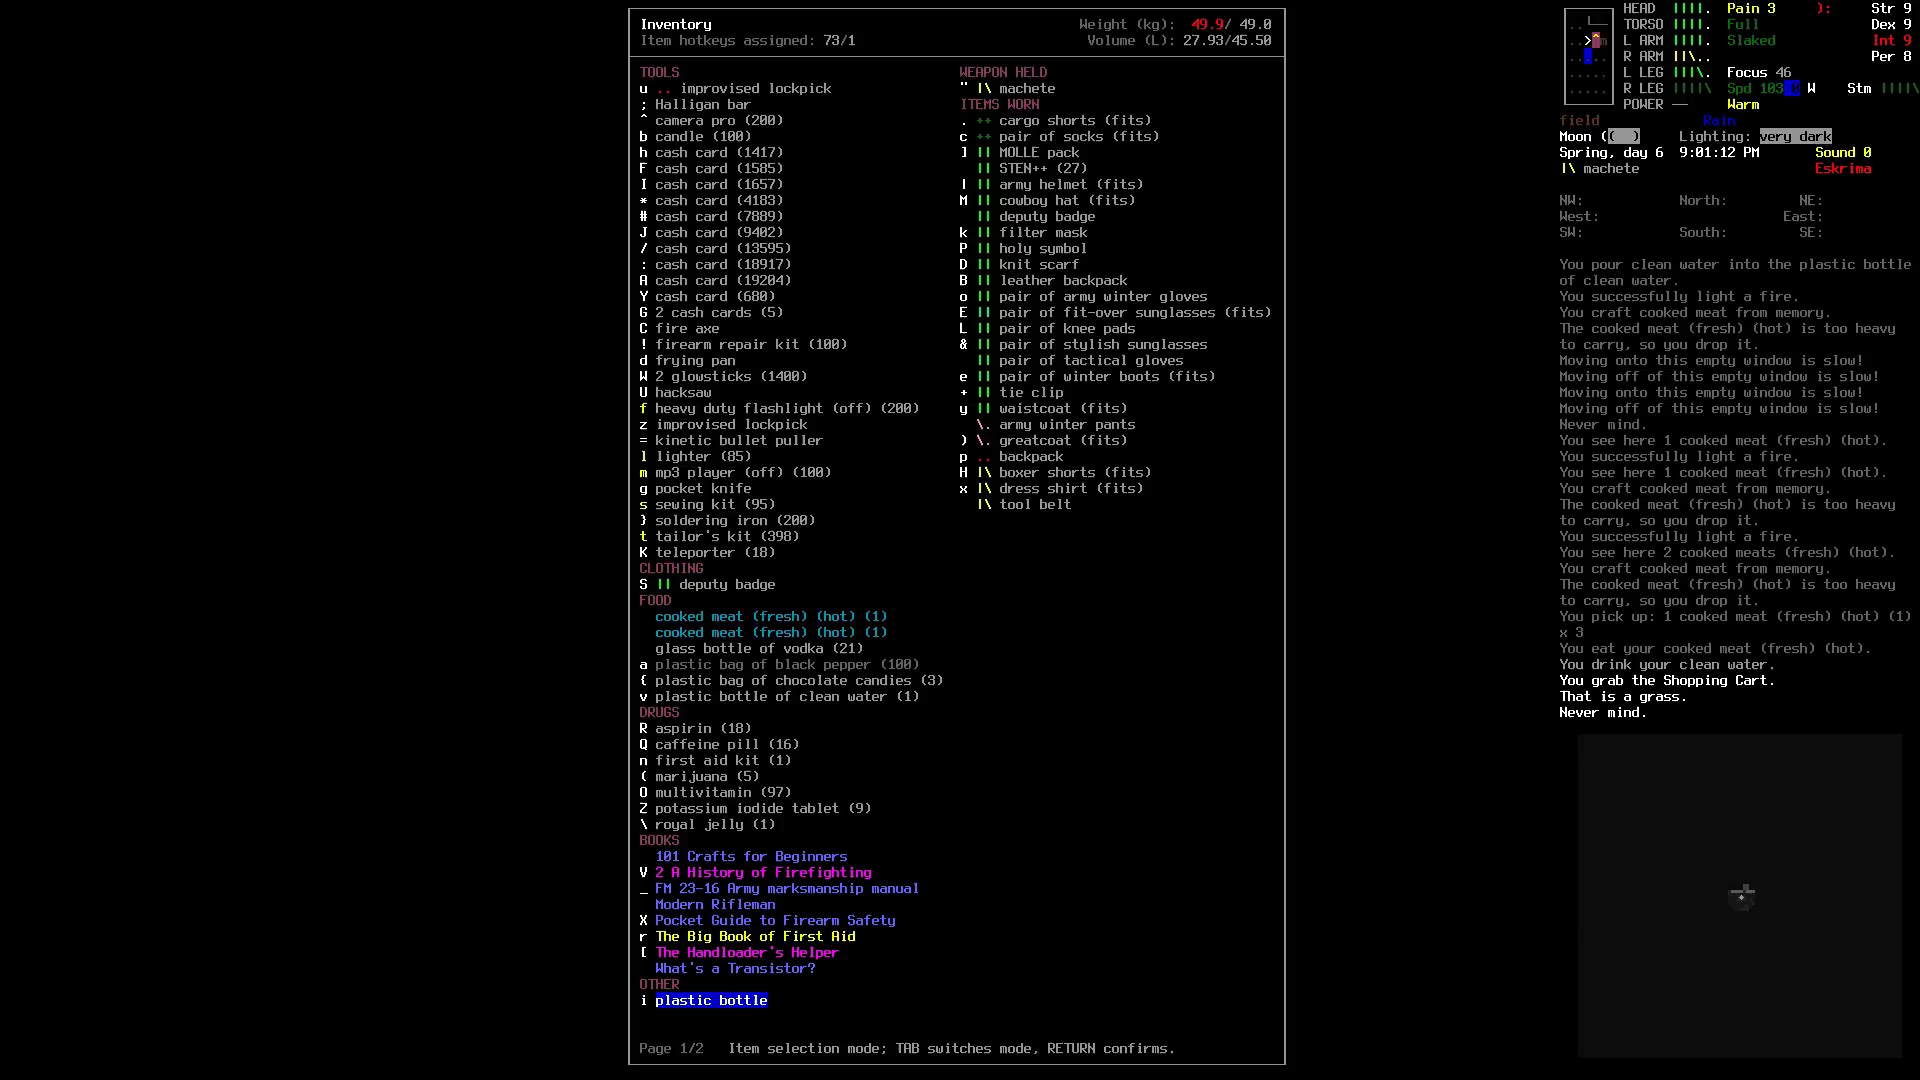 Inventory Weight (kg): 49.9/ 49.0
Item hotkeys assigned: 73/1 Volume (L): 27.93/45.50
TOOLS
u .. improvised lockpick
; Halligan bar
^ camera pro (200)
b candle (100)
h cash card (1417)
F cash card (1585)
I cash card (1657)
* cash card (4183)
# cash card (7889)
J cash card (9402)
/ cash card (13595)
: cash card (18917)
A cash card (19204)
Y cash card (680)
G 2 cash cards (5)
C fire axe
! firearm repair kit (100)
d frying pan
W 2 glowsticks (1400)
U hacksaw
f heavy duty flashlight (off) (200)
z improvised lockpick
= kinetic bullet puller
l lighter (85)
m mp3 player (off) (100)
g pocket knife
s sewing kit (95)
} soldering iron (200)
t tailor's kit (398)
K teleporter (18)
CLOTHING
S || deputy badge
FOOD
cooked meat (fresh) (hot) (1)
cooked meat (fresh) (hot) (1)
glass bottle of vodka (21)
a plastic bag of black pepper (100)
{ plastic bag of chocolate candies (3)
v plastic bottle of clean water (1)
DRUGS
R aspirin (18)
Q caffeine pill (16)
n first aid kit (1)
( marijuana (5)
O multivitamin (97)
Z potassium iodide tablet (9)
\ royal jelly (1)
BOOKS
101 Crafts for Beginners
V 2 A History of Firefighting
_ FM 23-16 Army marksmanship manual
Modern Rifleman
X Pocket Guide to Firearm Safety
r The Big Book of First Aid
[ The Handloader's Helper
What's a Transistor?
OTHER
i plastic bottle
WEAPON HELD
" |\ machete
ITEMS WORN
. ++ cargo shorts (fits)
c ++ pair of socks (fits)
] || MOLLE pack
|| STEN++ (27)
| || army helmet (fits)
M || cowboy hat (fits)
|| deputy badge
k || filter mask
P || holy symbol
D || knit scarf
B || leather backpack
o || pair of army winter gloves
E || pair of fit-over sunglasses (fits)
L || pair of knee pads
& || pair of stylish sunglasses
|| pair of tactical gloves
e || pair of winter boots (fits)
+ || tie clip
y || waistcoat (fits)
\. army winter pants
) \. greatcoat (fits)
p .. backpack
H |\ boxer shorts (fits)
x |\ dress shirt (fits)
|\ tool belt
Page 1/2 Item selection mode; TAB switches mode, RETURN confirms.
HEAD ||||. Pain 3 ): Str 9
TORSO ||||. Full Dex 9
L ARM ||||. Slaked Int 9
R ARM ||\.. Per 8
L LEG |||\. Focus 46
R LEG ||||\ Spd 103 W Stm ||||\
POWER -- Warm
field Rain
Moon (( ) Lighting: very dark
Spring, day 6 9:01:12 PM Sound 0
|\ machete Eskrima
NW: North: NE:
West: East:
SW: South: SE:
You pour clean water into the plastic bottle
of clean water.
You successfully light a fire.
You craft cooked meat from memory.
The cooked meat (fresh) (hot) is too heavy
to carry, so you drop it.
Moving onto this empty window is slow!
Moving off of this empty window is slow!
Moving onto this empty window is slow!
Moving off of this empty window is slow!
Never mind.
You see here 1 cooked meat (fresh) (hot).
You successfully light a fire.
You see here 1 cooked meat (fresh) (hot).
You craft cooked meat from memory.
The cooked meat (fresh) (hot) is too heavy
to carry, so you drop it.
You successfully light a fire.
You see here 2 cooked meats (fresh) (hot).
You craft cooked meat from memory.
The cooked meat (fresh) (hot) is too heavy
to carry, so you drop it.
You pick up: 1 cooked meat (fresh) (hot) (1)
x 3
You eat your cooked meat (fresh) (hot).
You drink your clean water.
You grab the Shopping Cart.
That is a grass.
Never mind.